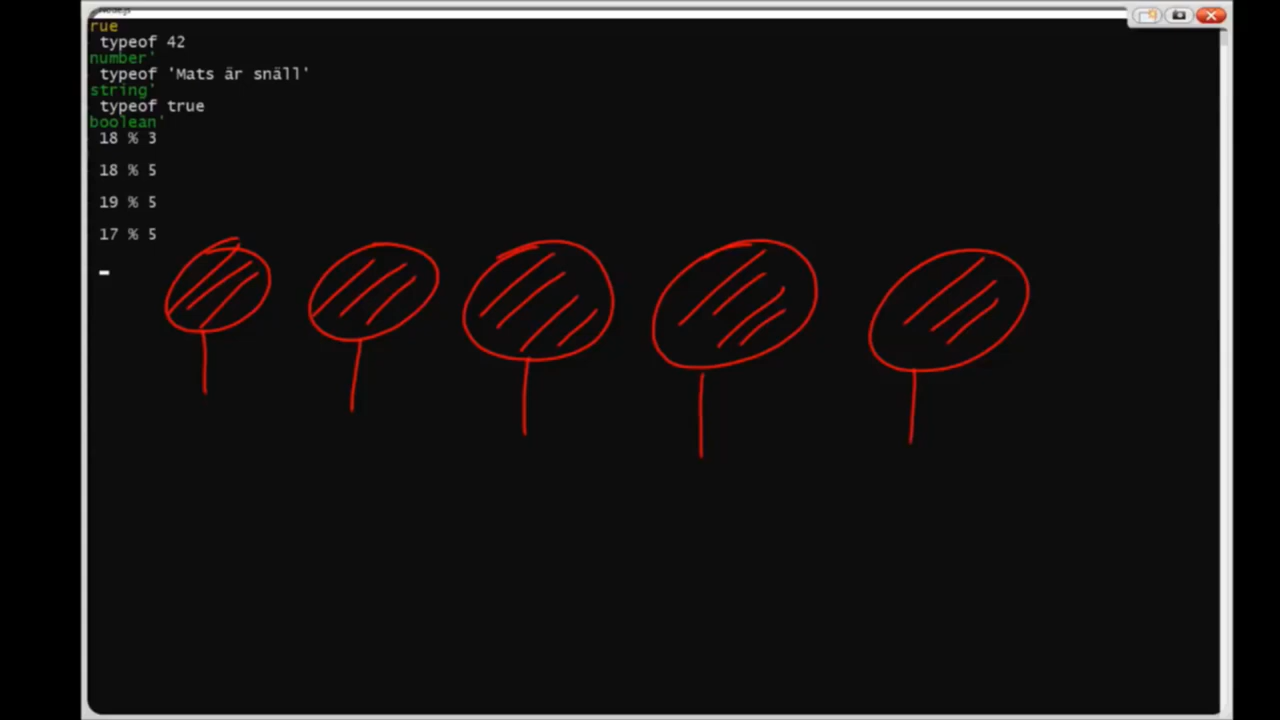 rue
typeof 42
number'
typeof 'Mats är snäll'
string'
typeof true
boolean'
18 % 3
18 % 5
19 % 5
17 % 5